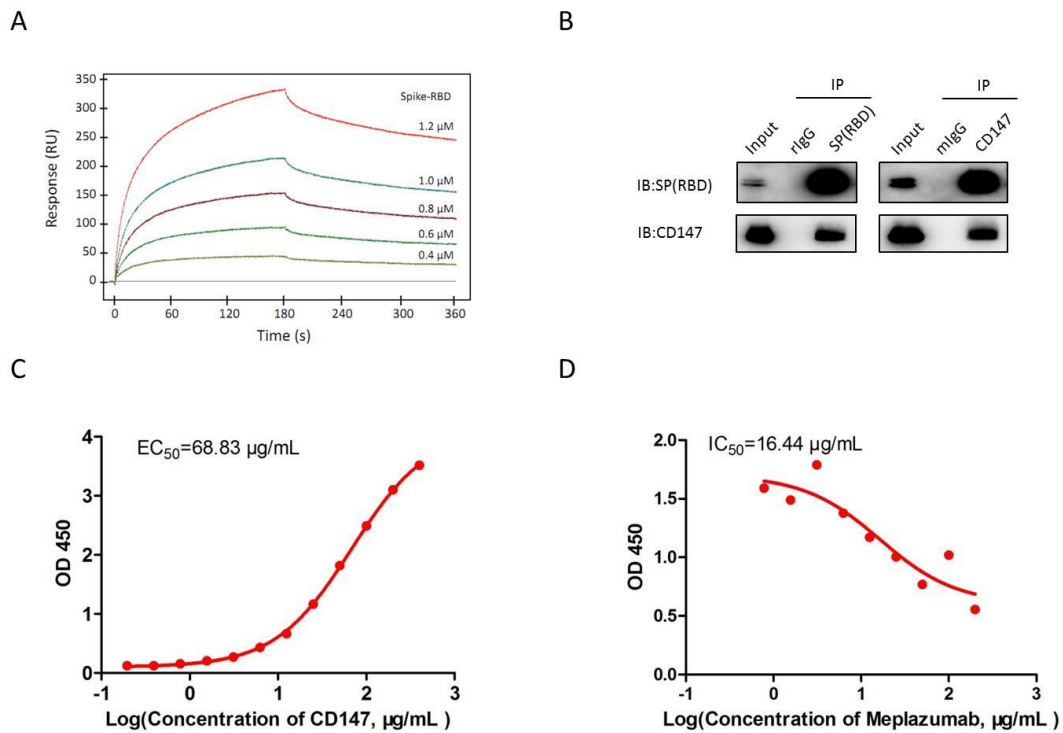 A
350
300
250
200
150
100
50
0
Response (RU)
Spike-RBD
1.2 µM
1.0 µM
0.8 µM
0.6 µM
0.4 µM
0 60 120 180 240 300 360
Time (s)
B
IP IP
Input rIgG SP(RBD) Input mIgG CD147
IB:SP(RBD)
IB:CD147
C
EC50=68.83 µg/mL
4
3
2
1
0
OD 450
-1 0 1 2 3
Log(Concentration of CD147, µg/mL )
D
IC50=16.44 µg/mL
2.0
1.5
1.0
0.5
0.0
OD 450
-1 0 1 2 3
Log(Concentration of Meplazumab, µg/mL )